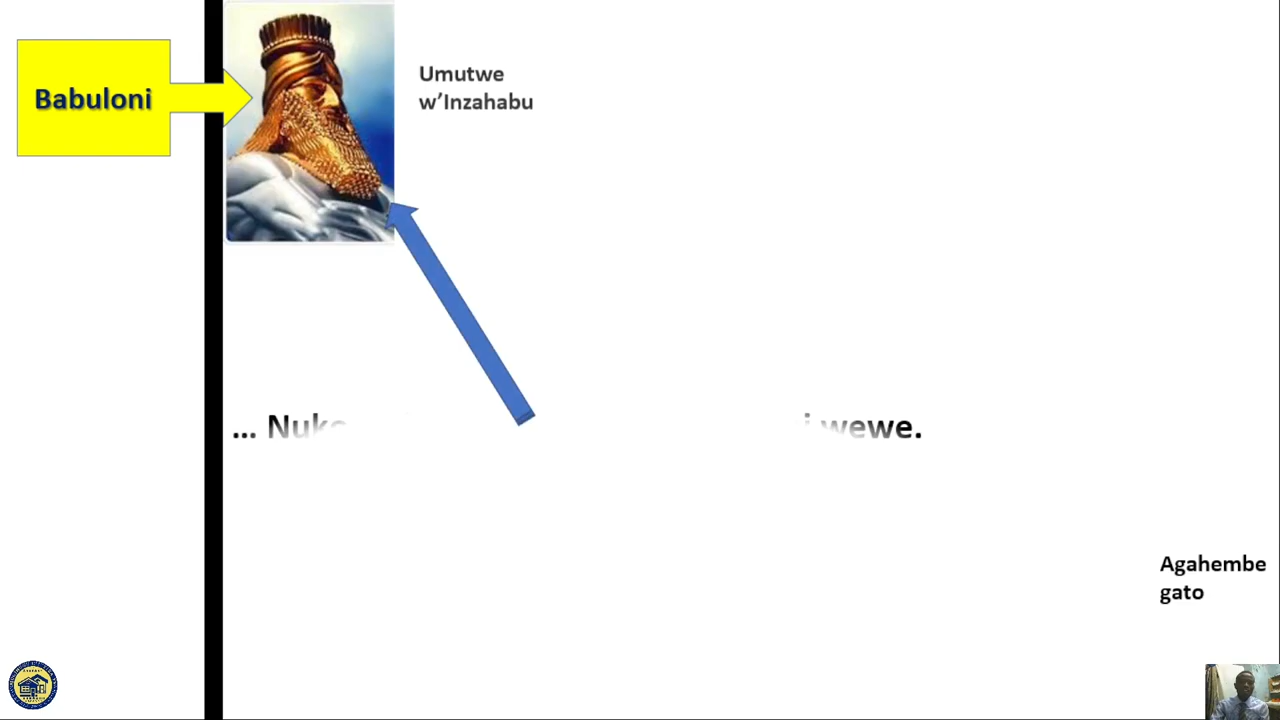 Babuloni
Umutwe
w’Inzahabu
... wewe.
Agahembe
gato